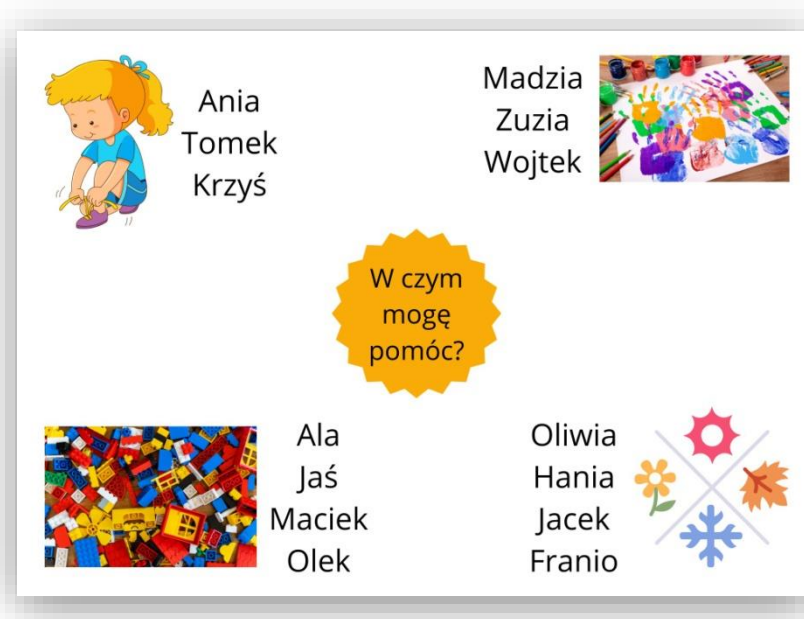 Ania
Tomek
Krzyś
Madzia
Zuzia
Wojtek
W czym
mogę
pomóc?
Ala
Jaś
Maciek
Olek
Oliwia
Hania
Jacek
Franio